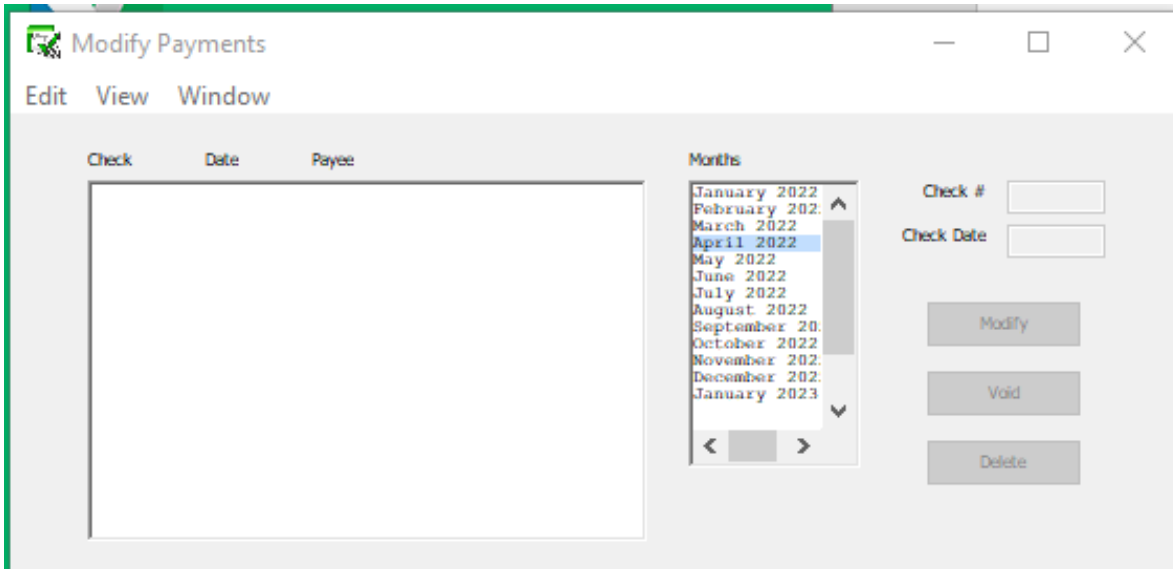 Modify Payments
Edit View Window
Check Date Payee Months
January 2022
Check #
February 202
March 2022
April 2022
Check Date
May 2022
June 2022
July 2022
August 2022
September 20
Modify
October 2022
November 202
December 202
Void
January 2023
Delete